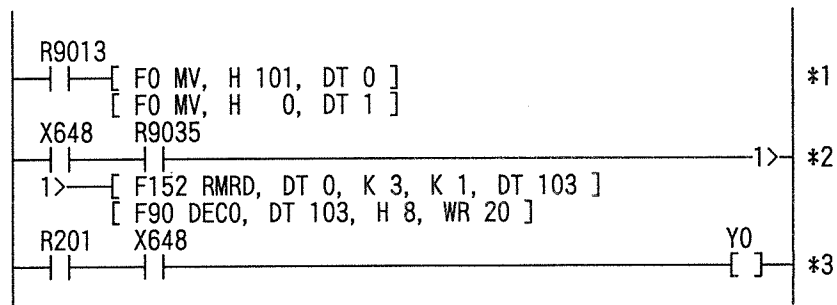 R9013
[ F0 MV, H 101, DT 0 ] *1
[ F0 MV, H 0, DT 1 ]
X648 R9035
1> *2
1> [ F152 RMRD, DT 0, K 3, K 1, DT 103 ]
[ F90 DECO, DT 103, H 8, WR 20 ]
R201 X648 Y0
[ ] *3